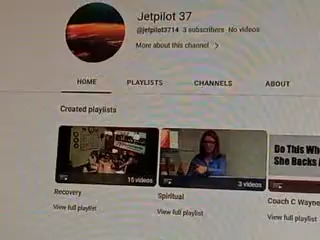 Jetpilot 37
@jetpilot3714 3 subscribers No videos
More about this channel >
HOME PLAYLISTS CHANNELS ABOUT
Created playlists
15 videos
3 videos
Do This Wh
She Backs A
Recovery
View full playlist
Spiritual
View full playlist
Coach C Wayne
View full playlist